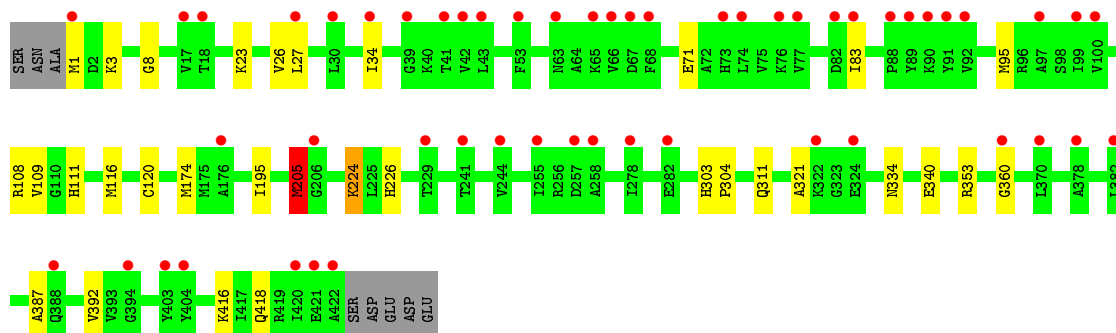 SER ASN ALA M1 D2 K3 G8 V17 T18 K23 V26 L27 L30 I34 G39 K40 T41 V42 L43 F53 N63 A64 K65 V66 D67 F68 E71 A72 H73 L74 V75 K76 V77 D82 I83 P88 Y89 K90 Y91 V92 M95 R96 A97 S98 I99 V100
R108 V109 G110 H111 M116 C120 M174 M175 A176 I195 M205 G206 K224 L225 H226 T229 T241 V244 I255 R256 D257 A258 I278 E282 H303 P304 Q311 A321 K322 G323 E324 N334 E340 R353 G360 L370 A378
A387 Q388 V392 V393 G394 Y403 Y404 K416 I417 Q418 R419 I420 E421 A422 SER ASP GLU ASP GLU